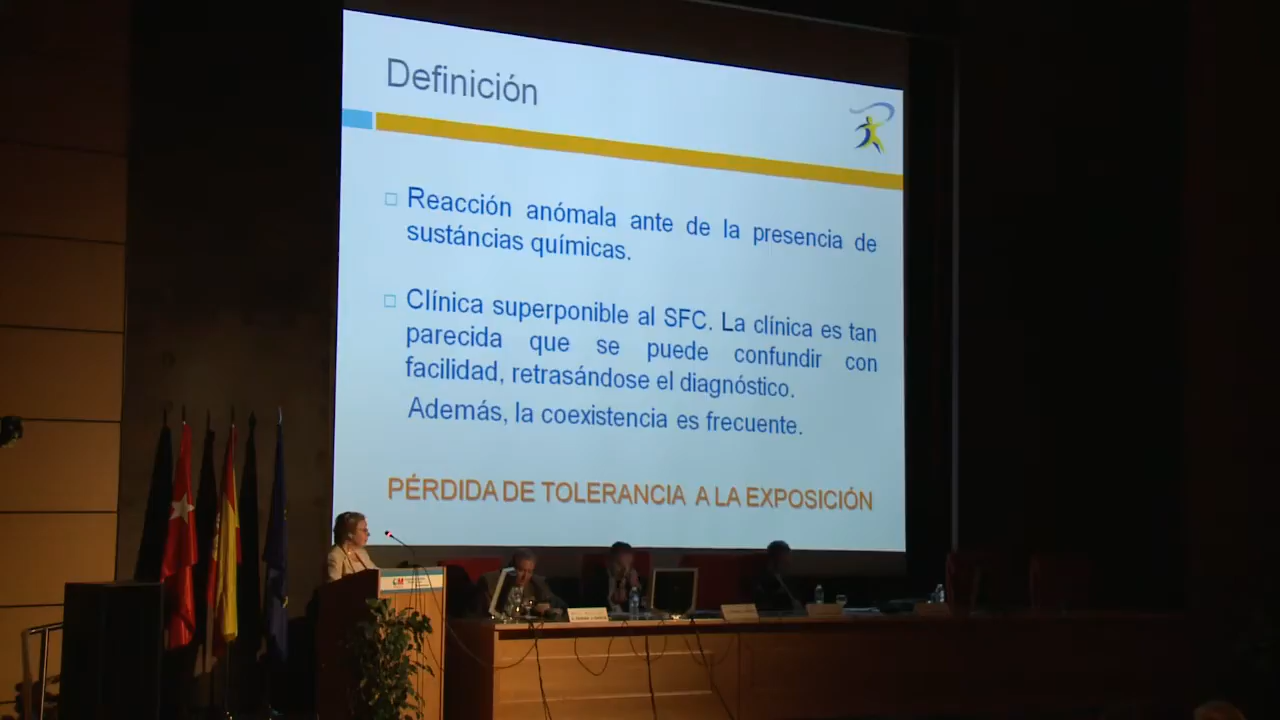 Definición
Reacción anómala ante de la presencia de
sustáncias químicas.
Clínica superponible al SFC. La clínica es tan
parecida que se puede confundir con
facilidad, retrasándose el diagnóstico.
Además, la coexistencia es frecuente.
PÉRDIDA DE TOLERANCIA A LA EXPOSICIÓN